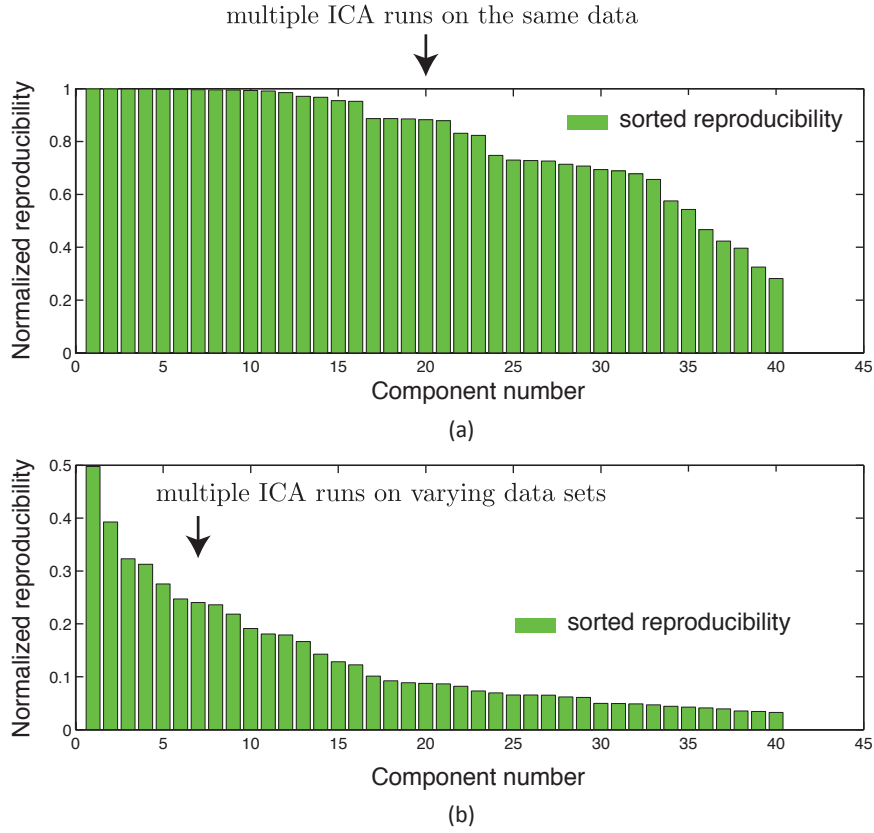 multiple ICA runs on the same data
Normalized reproducibility
1
0.8
0.6
0.4
0.2
0
sorted reproducibility
0 5 10 15 20 25 30 35 40 45
Component number
(a)
Normalized reproducibility
0.5
0.4
0.3
0.2
0.1
0
multiple ICA runs on varying data sets
sorted reproducibility
0 5 10 15 20 25 30 35 40 45
Component number
(b)